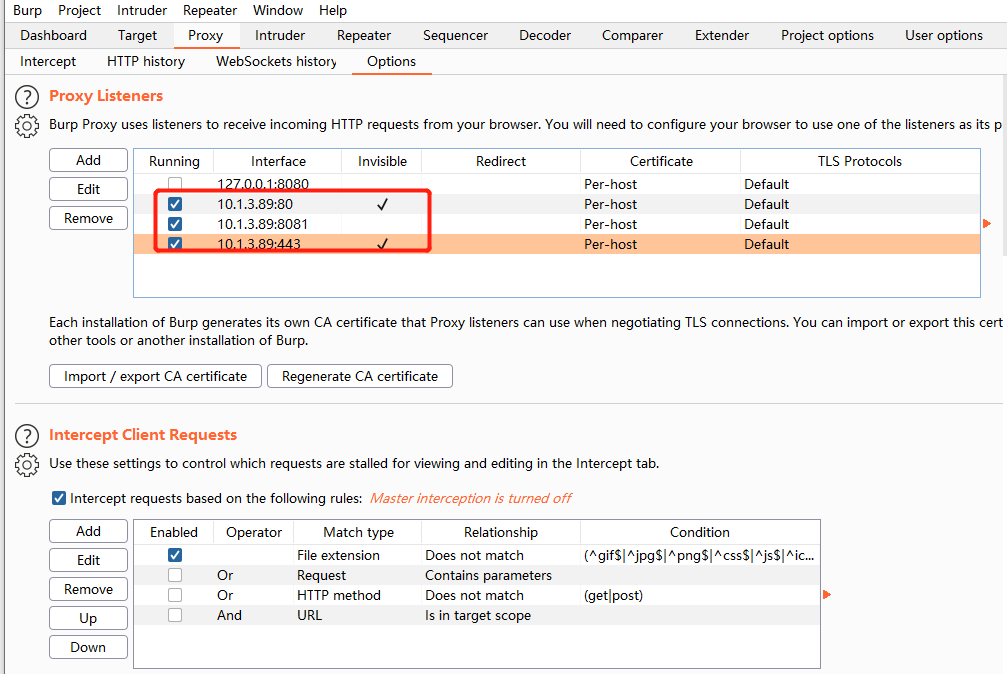 Burp Project Intruder Repeater Window Help
Dashboard Target Proxy Intruder Repeater Sequencer Decoder Comparer Extender Project options User options
Intercept HTTP history WebSockets history Options
? Proxy Listeners
Burp Proxy uses listeners to receive incoming HTTP requests from your browser. You will need to configure your browser to use one of the listeners as its p
Add Running Interface Invisible Redirect Certificate TLS Protocols
127.0.0.1:8080 Per-host Default
Edit
10.1.3.89:80 ✓ Per-host Default
Remove
10.1.3.89:8081 Per-host Default
10.1.3.89:443 ✓ Per-host Default
Each installation of Burp generates its own CA certificate that Proxy listeners can use when negotiating TLS connections. You can import or export this cert
other tools or another installation of Burp.
Import / export CA certificate Regenerate CA certificate
? Intercept Client Requests
Use these settings to control which requests are stalled for viewing and editing in the Intercept tab.
Intercept requests based on the following rules: Master interception is turned off
Add Enabled Operator Match type Relationship Condition
Edit File extension Does not match (^gif$|^jpg$|^png$|^css$|^js$|^ic...
Or Request Contains parameters
Remove Or HTTP method Does not match (get|post)
Up And URL Is in target scope
Down